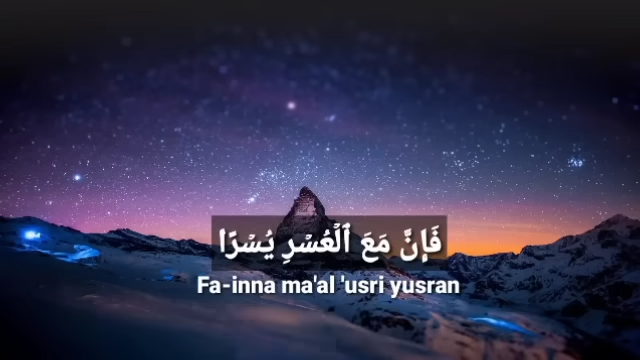 فَإِنَّ مَعَ ٱلْعُسْرِ يُسْرًا
Fa-inna ma'al 'usri yusran